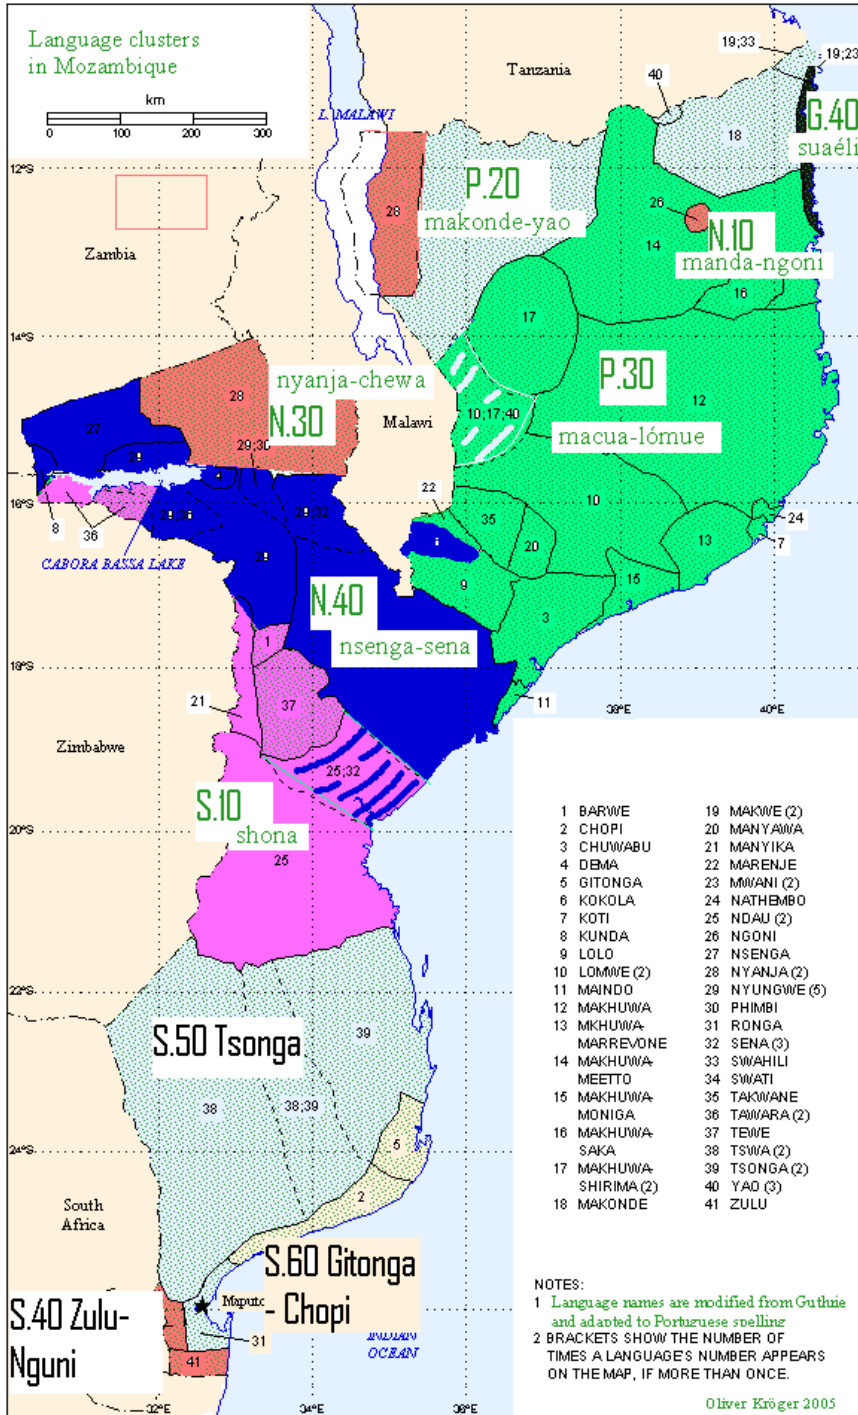 Language clusters
in Mozambique
km
0 100 200 300
19;33
19;23
Tanzania
40
L. MALAWI
G.40
suaéli
18
12°S
P.20
makonde-yao
28
26
N.10
14
manda-ngoni
Zambia
16
17
14°S
nyanja-chewa
28
P.30
12
N.30
10;17;40
Malawi
macua-lómue
27
29
29;30
4
16°S
8
36
22
10
29;36
29;32
35
24
6
20
13
7
CABORA BASSA LAKE
29
9
15
N.40
3
nsenga-sena
1
18°S
21
37
11
38°E
40°E
Zimbabwe
25;32
S.10
shona
20°S
25
1 BARWE
2 CHOPI
3 CHUWABU
4 DEMA
5 GITONGA
6 KOKOLA
7 KOTI
8 KUNDA
9 LOLO
10 LOMWE (2)
11 MAINDO
12 MAKHUWA
13 MKHUWA-
MARREVONE
14 MAKHUWA-
MEETTO
15 MAKHUWA-
MONIGA
16 MAKHUWA-
SAKA
17 MAKHUWA-
SHIRIMA (2)
18 MAKONDE
19 MAKWE (2)
20 MANYAWA
21 MANYIKA
22 MARENJE
23 MWANI (2)
24 NATHEMBO
25 NDAU (2)
26 NGONI
27 NSENGA
28 NYANJA (2)
29 NYUNGWE (5)
30 PHIMBI
31 RONGA
32 SENA (3)
33 SWAHILI
34 SWATI
35 TAKWANE
36 TAWARA (2)
37 TEWE
38 TSWA (2)
39 TSONGA (2)
40 YAO (3)
41 ZULU
22°S
S.50 Tsonga
39
38
38;39
24°S
5
2
South
Africa
S.60 Gitonga
- Chopi
Maputo
S.40 Zulu-
Nguni
31
41
INDIAN
OCEAN
32°E
34°E
36°E
NOTES:
1 Language names are modified from Guthrie
and adapted to Portuguese spelling
2 BRACKETS SHOW THE NUMBER OF
TIMES A LANGUAGE'S NUMBER APPEARS
ON THE MAP, IF MORE THAN ONCE.
Oliver Kröger 2005